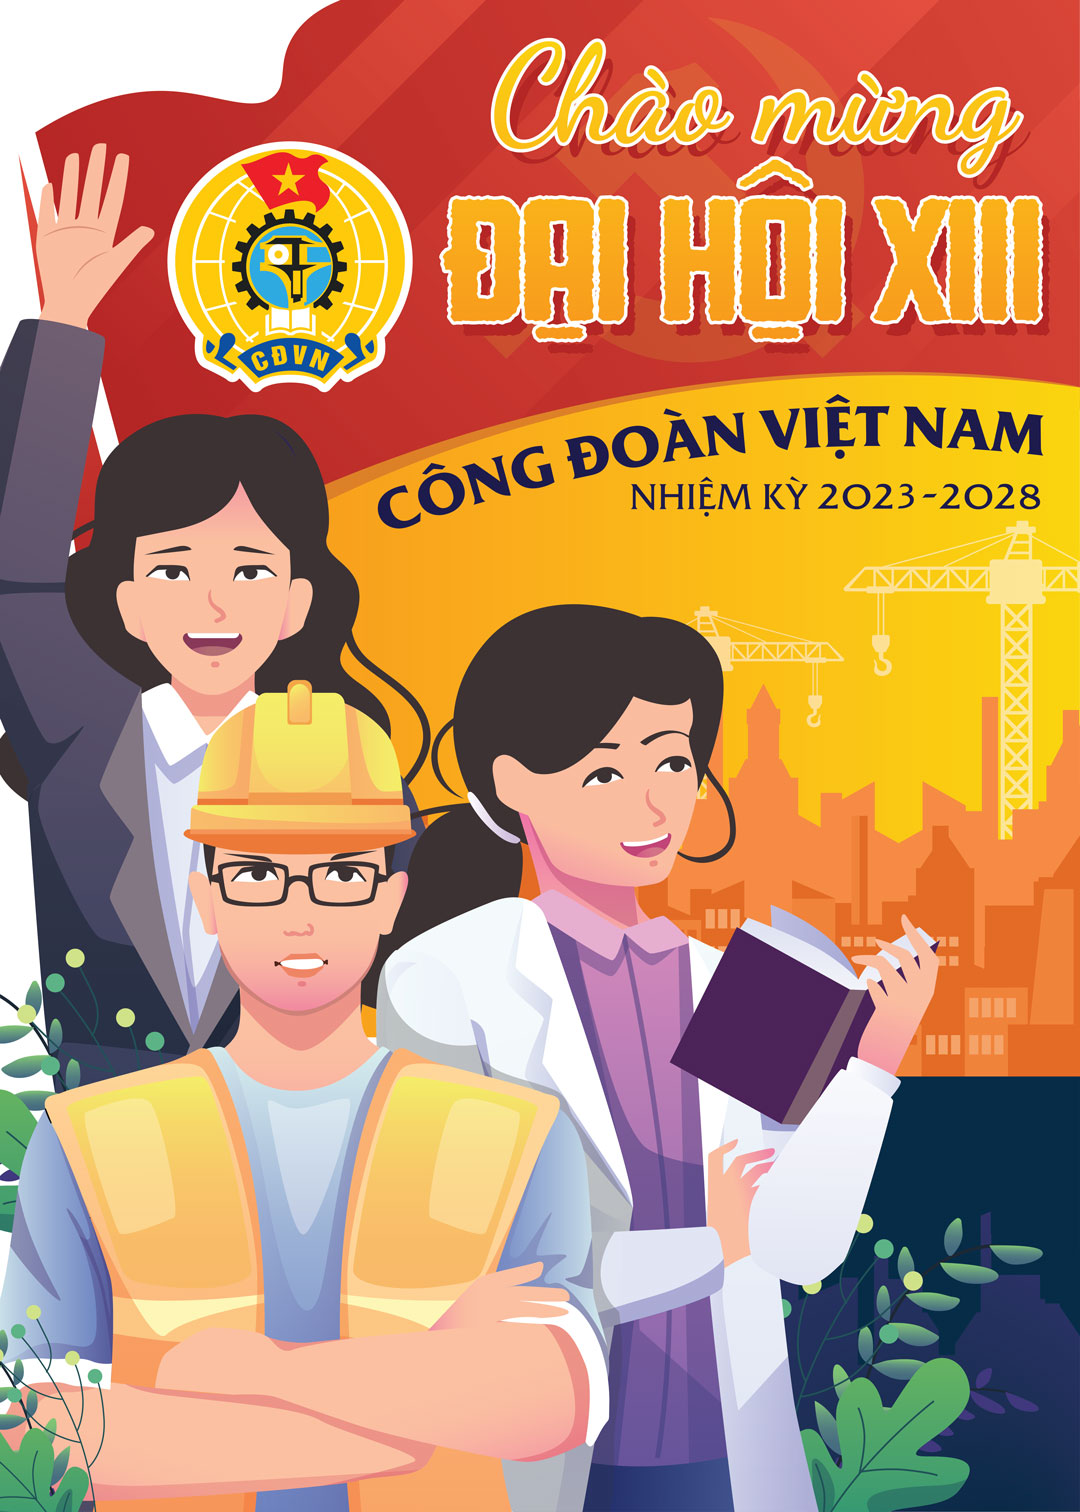 Chào mừng
ĐẠI HỘI XIII
CĐVN
CÔNG ĐOÀN VIỆT NAM
NHIỆM KỲ 2023-2028